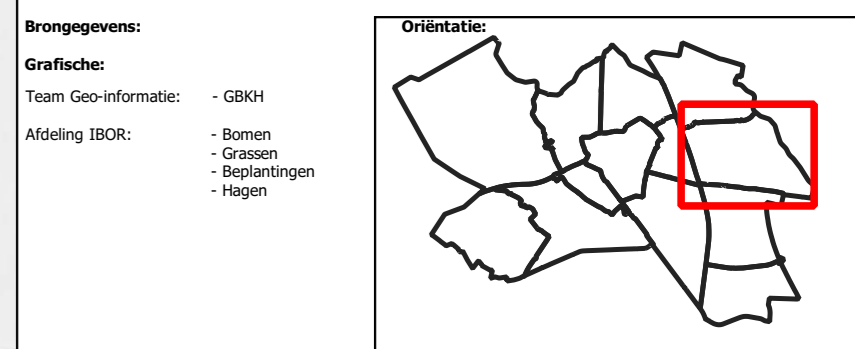 Brongegevens:
Oriëntatie:
Grafische:
Team Geo-informatie: - GBKH
Afdeling IBOR: - Bomen
- Grassen
- Beplantingen
- Hagen